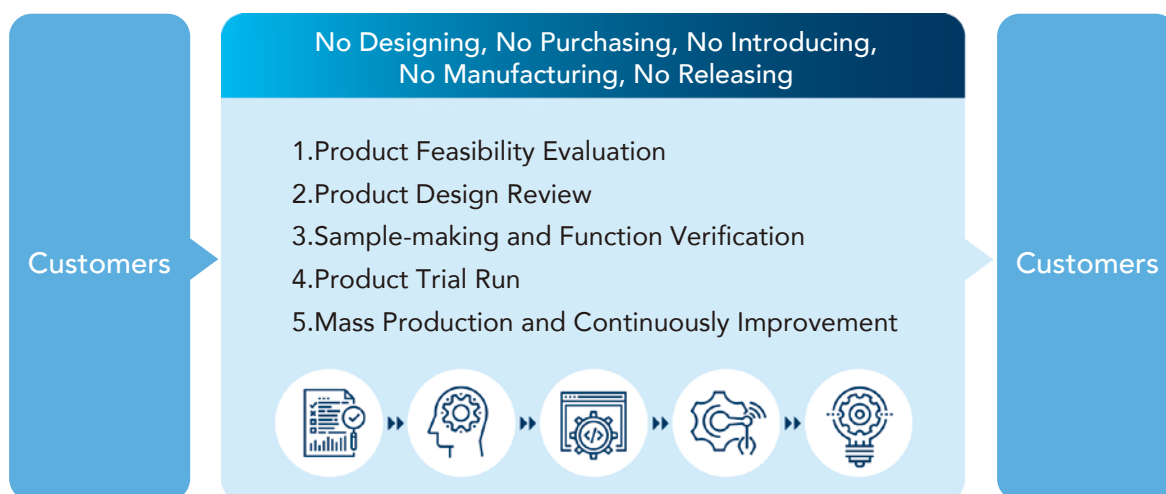 Customers
No Designing, No Purchasing, No Introducing,
No Manufacturing, No Releasing
1.Product Feasibility Evaluation
2.Product Design Review
3.Sample-making and Function Verification
4.Product Trial Run
5.Mass Production and Continuously Improvement
</>
Customers